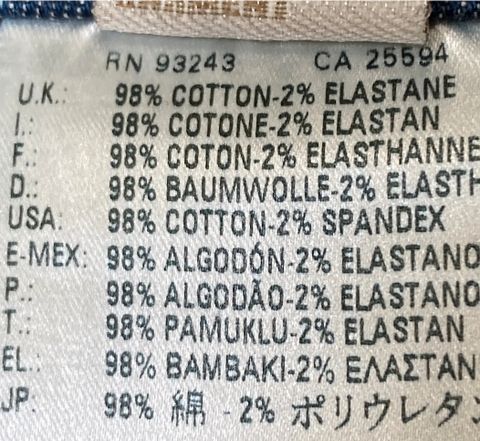 RN 93243 CA 25594
U.K.: 98% COTTON-2% ELASTANE
I.: 98% COTONE-2% ELASTAN
F.: 98% COTON-2% ELASTHANNE
D.: 98% BAUMWOLLE-2% ELASTH
USA: 98% COTTON-2% SPANDEX
E-MEX: 98% ALGODÓN-2% ELASTANO
P.: 98% ALGODÃO-2% ELASTANO
T.: 98% PAMUKLU-2% ELASTAN
EL.: 98% BAMBAKI-2% ΕΛΑΣΤΑΝ
JP: 98% 綿 - 2% ポリウレタン